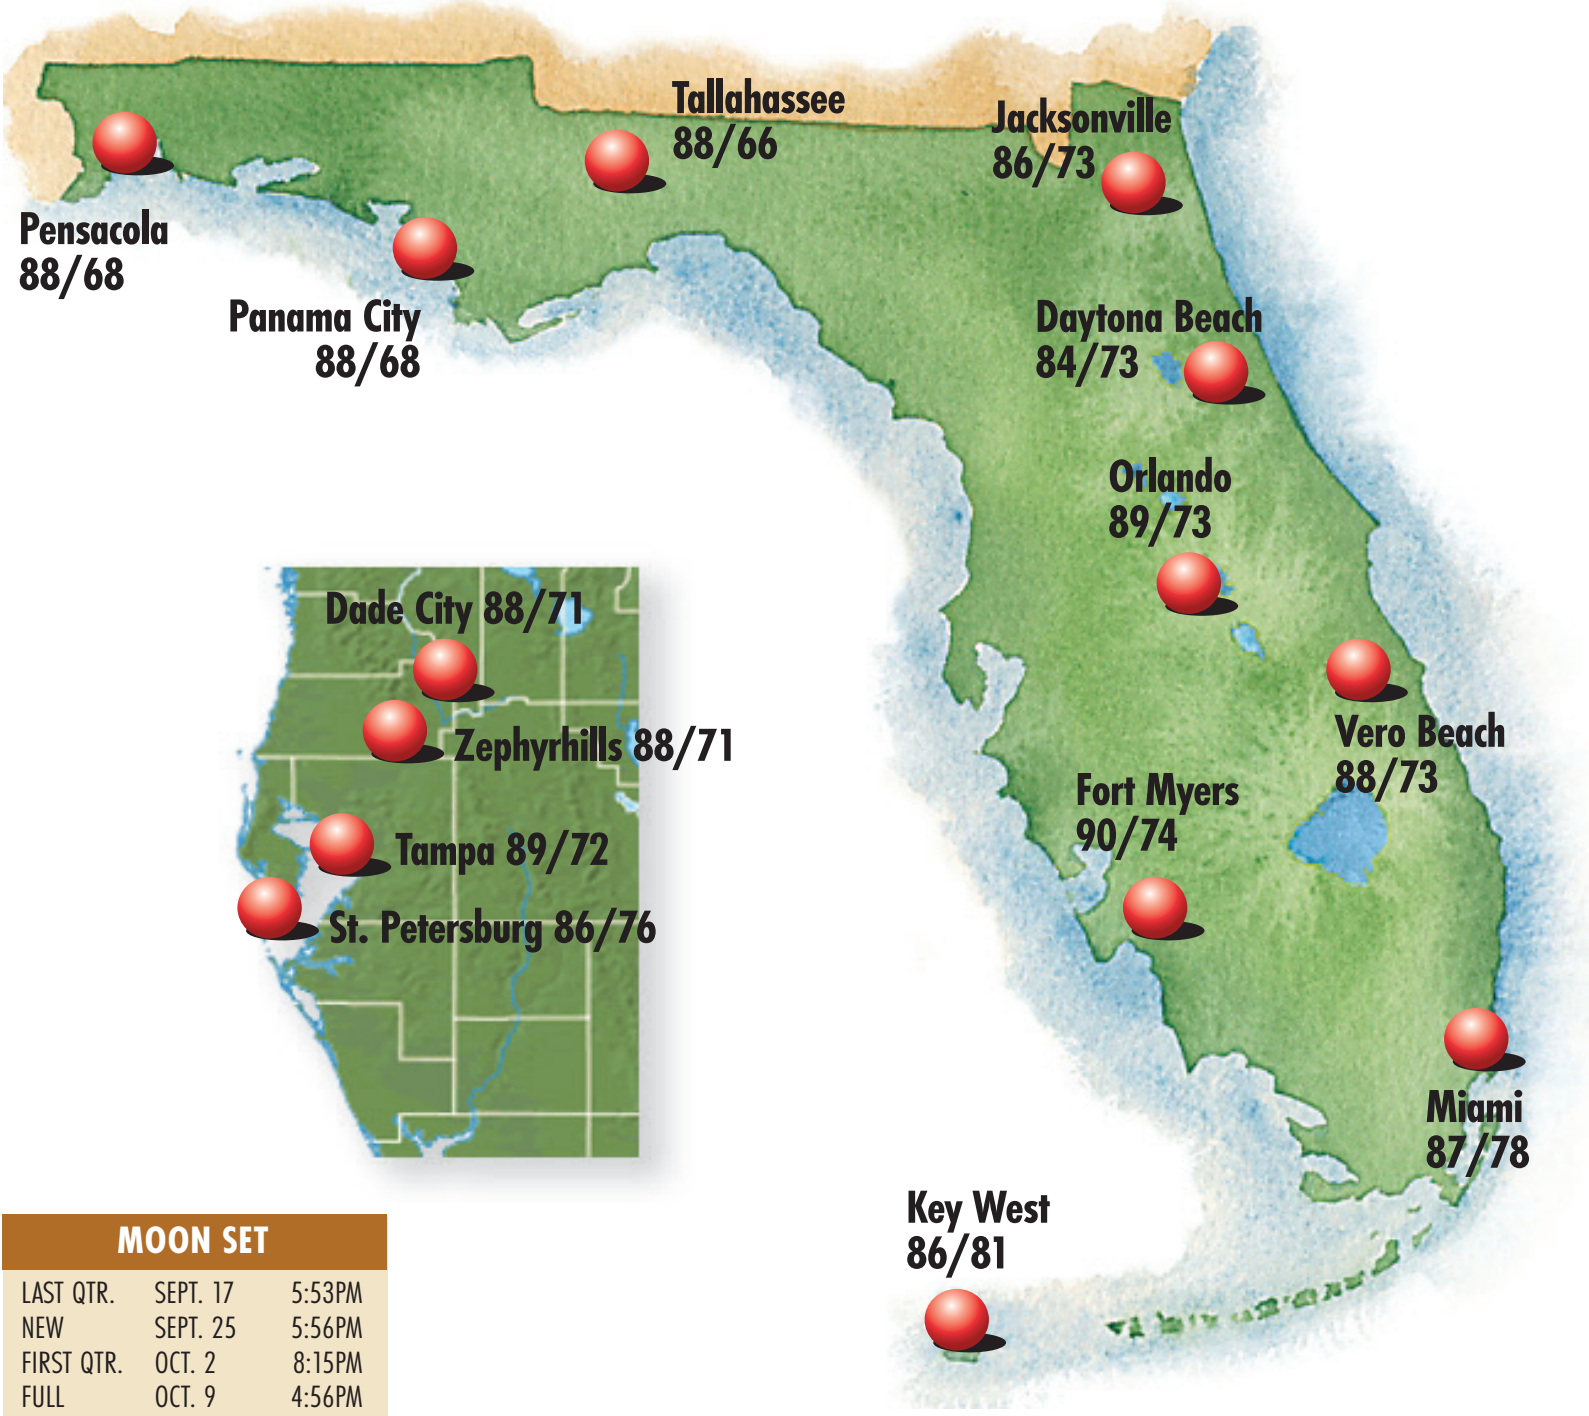 Tallahassee
88/66
Jacksonville
86/73
Pensacola
88/68
Panama City
88/68
Daytona Beach
84/73
Orlando
89/73
Dade City 88/71
Zephyrhills 88/71
Tampa 89/72
St. Petersburg 86/76
Vero Beach
88/73
Fort Myers
90/74
Miami
87/78
Key West
86/81
MOON SET
LAST QTR. SEPT. 17 5:53PM
NEW SEPT. 25 5:56PM
FIRST QTR. OCT. 2 8:15PM
FULL OCT. 9 4:56PM